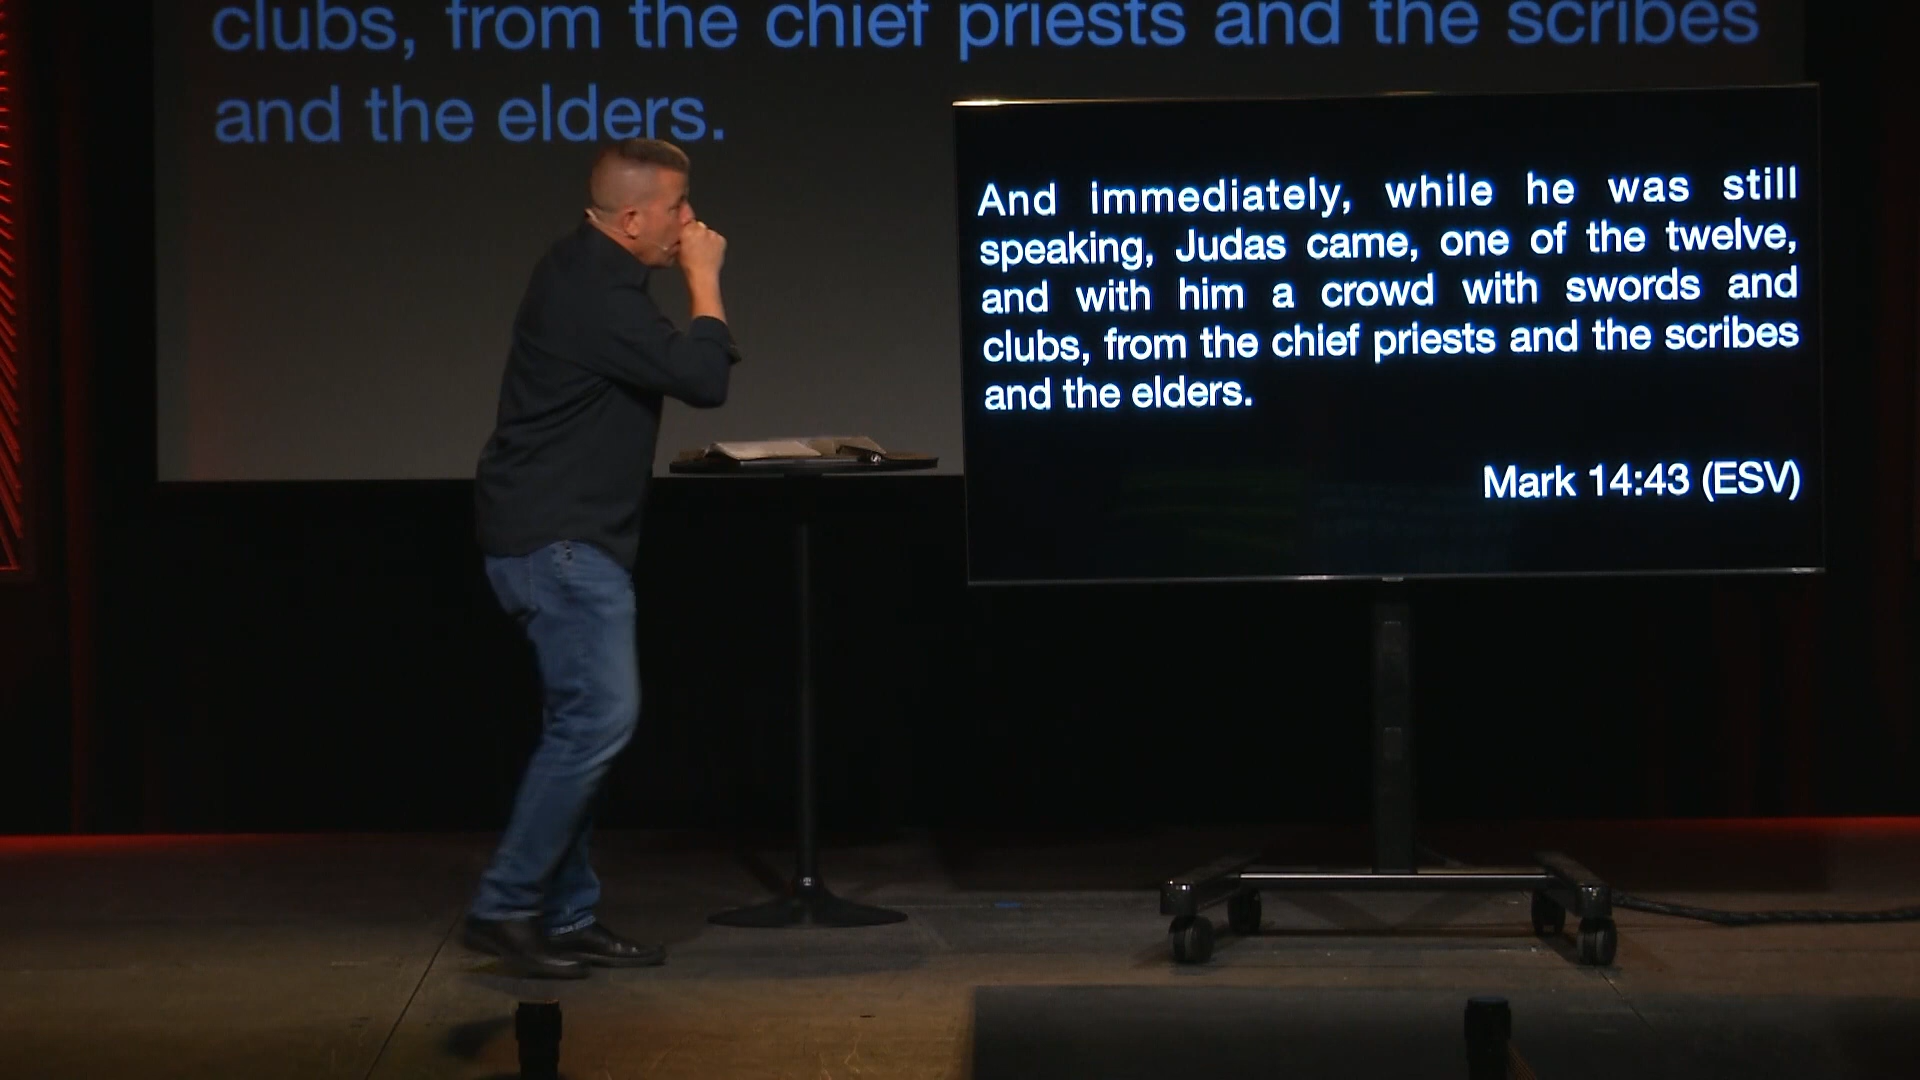 clubs, from the chief priests and the scribes
and the elders.
And immediately, while he was still
speaking, Judas came, one of the twelve,
and with him a crowd with swords and
clubs, from the chief priests and the scribes
and the elders.
Mark 14:43 (ESV)